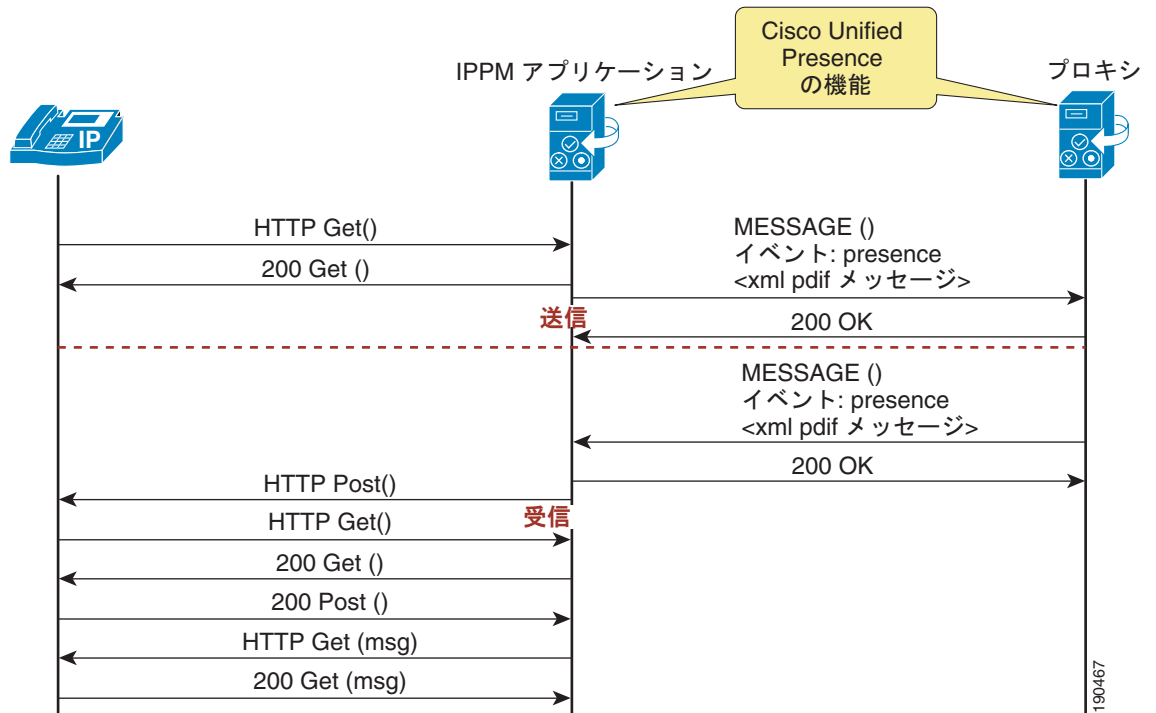 Cisco Unified
Presence
の機能
IPPM アプリケーション
プロキシ
IP
HTTP Get()
MESSAGE ()
イベント: presence
<xml pdif メッセージ>
200 Get ()
送信
200 OK
MESSAGE ()
イベント: presence
<xml pdif メッセージ>
200 OK
HTTP Post()
受信
HTTP Get()
200 Get ()
200 Post ()
HTTP Get (msg)
200 Get (msg)
190467